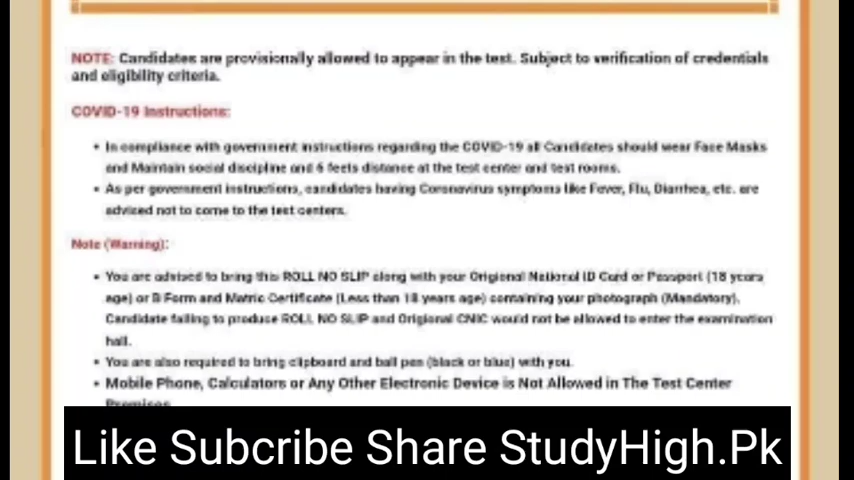 NOTE: Candidates are provisionally allowed to appear in the test. Subject to verification of credentials
and eligibility criteria.
COVID-19 Instructions:
• In compliance with government instructions regarding the COVID-19 all Candidates should wear Face Masks
and Maintain social discipline and 6 feets distance at the test center and test rooms.
• As per government instructions, candidates having Coronavirus symptoms like Fever, Flu, Diarrhea, etc. are
advised not to come to the test centers.
Note (Warning):
• You are advised to bring this ROLL NO SLIP along with your Origional National ID Card or Passport (18 years
age) or B Form and Matric Certificate (Less than 18 years age) containing your photograph (Mandatory).
Candidate failing to produce ROLL NO SLIP and Origional CNIC would not be allowed to enter the examination
hall.
• You are also required to bring clipboard and ball pen (black or blue) with you.
• Mobile Phone, Calculators or Any Other Electronic Device is Not Allowed in The Test Center
Premises
Like Subcribe Share StudyHigh.Pk